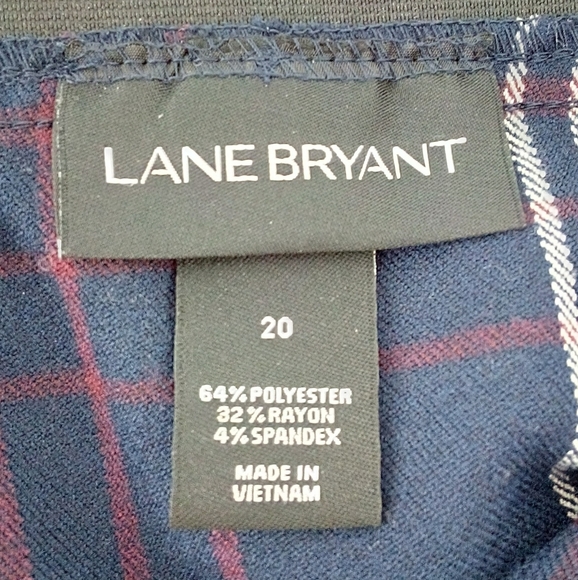 LANE BRYANT
20
64% POLYESTER
32% RAYON
4% SPANDEX
MADE IN
VIETNAM